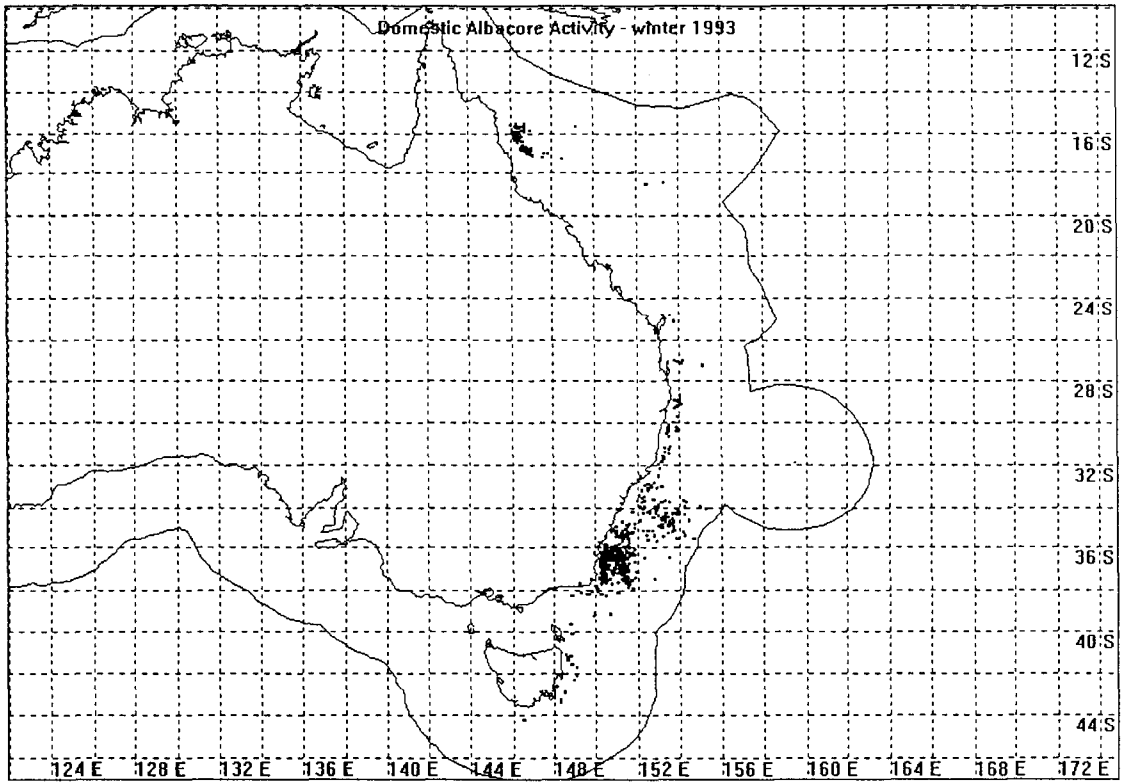 Domestic Albacore Activity - winter 1993
12'S
16'S
20'S
24'S
28'S
32'S
36'S
40'S
44'S
124 E 128 E 132 E 136 E 140 E 144 E 148 E 152 E 156 E 160 E 164 E 168 E 172 E